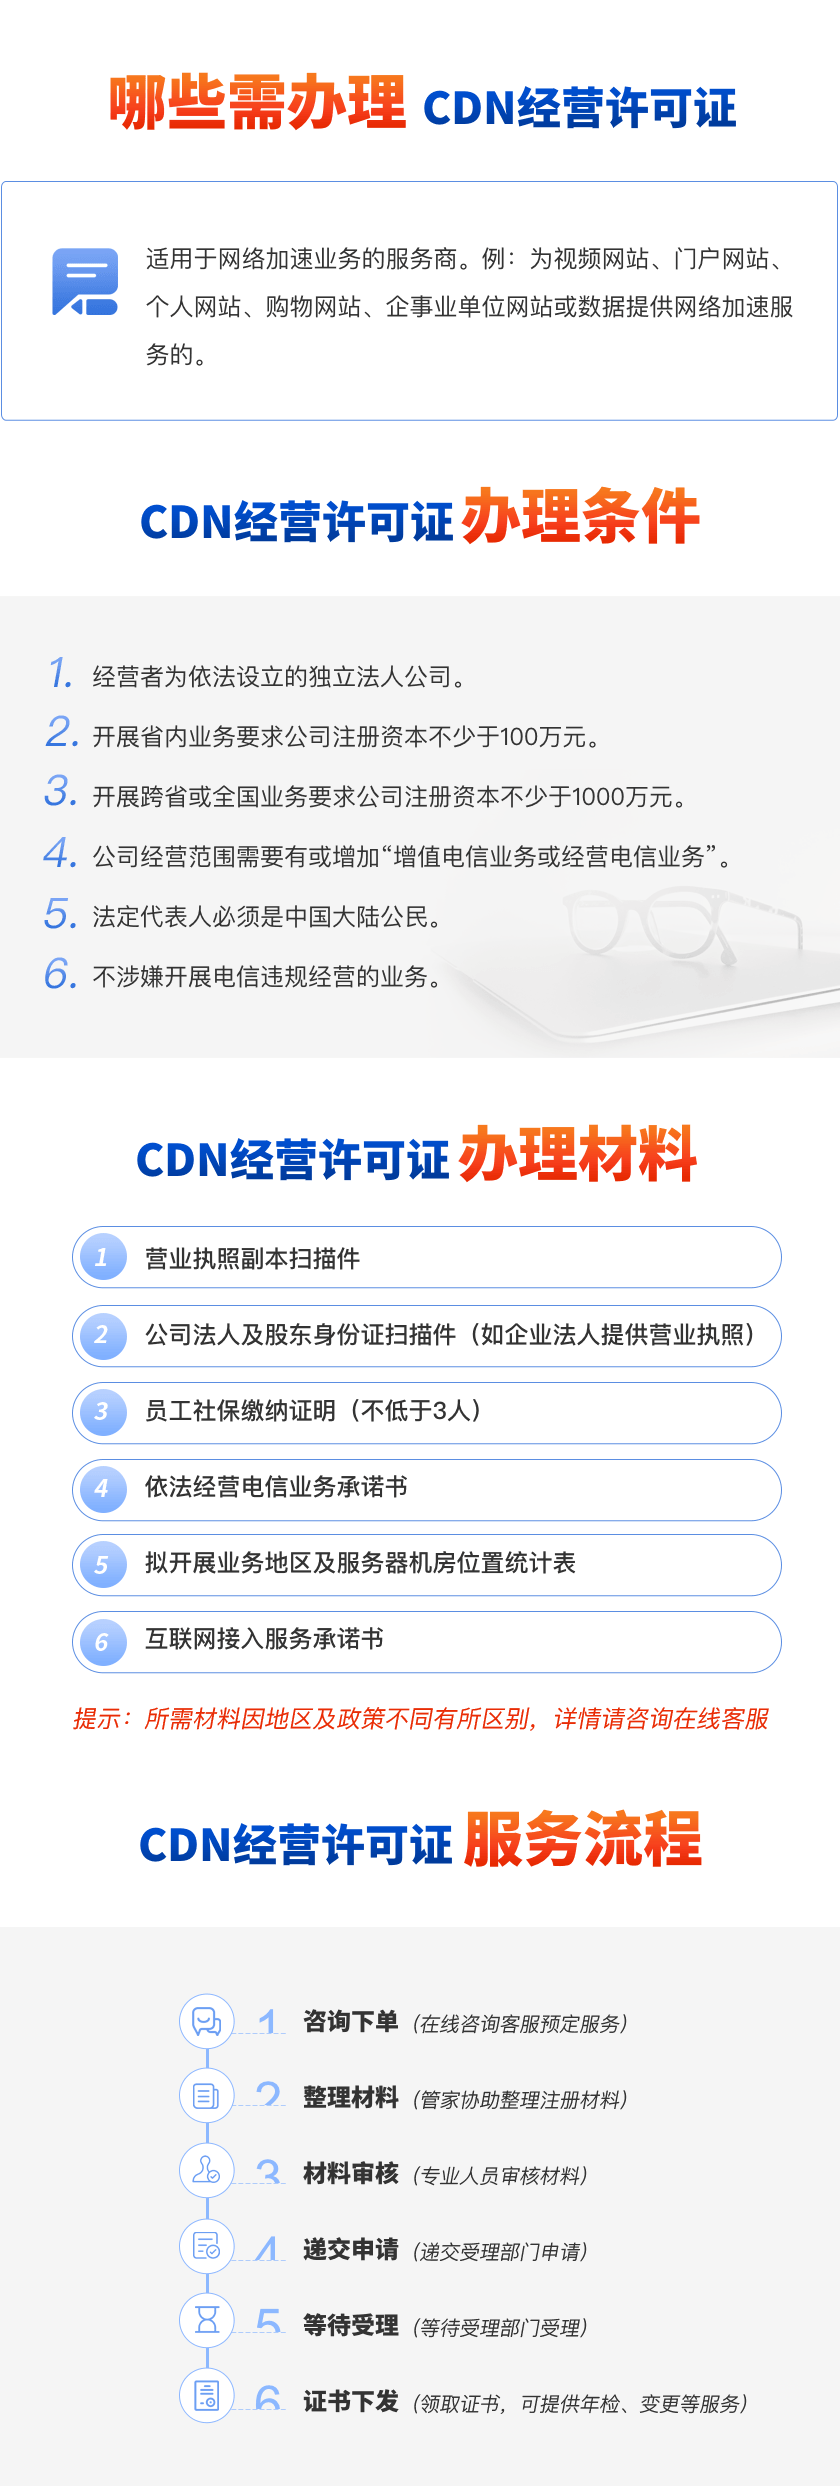 哪些需办理 CDN经营许可证
适用于网络加速业务的服务商。例：为视频网站、门户网站、
个人网站、购物网站、企事业单位网站或数据提供网络加速服
务的。
CDN经营许可证 办理条件
1. 经营者为依法设立的独立法人公司。
2. 开展省内业务要求公司注册资本不少于100万元。
3. 开展跨省或全国业务要求公司注册资本不少于1000万元。
4. 公司经营范围需要有或增加“增值电信业务或经营电信业务”。
5. 法定代表人必须是中国大陆公民。
6. 不涉嫌开展电信违规经营的业务。
CDN经营许可证 办理材料
1 营业执照副本扫描件
2 公司法人及股东身份证扫描件（如企业法人提供营业执照）
3 员工社保缴纳证明（不低于3人）
4 依法经营电信业务承诺书
5 拟开展业务地区及服务器机房位置统计表
6 互联网接入服务承诺书
提示：所需材料因地区及政策不同有所区别，详情请咨询在线客服
CDN经营许可证 服务流程
1 咨询下单（在线咨询客服预定服务）
2 整理材料（管家协助整理注册材料）
3 材料审核（专业人员审核材料）
4 递交申请（递交受理部门申请）
5 等待受理（等待受理部门受理）
6 证书下发（领取证书，可提供年检、变更等服务）